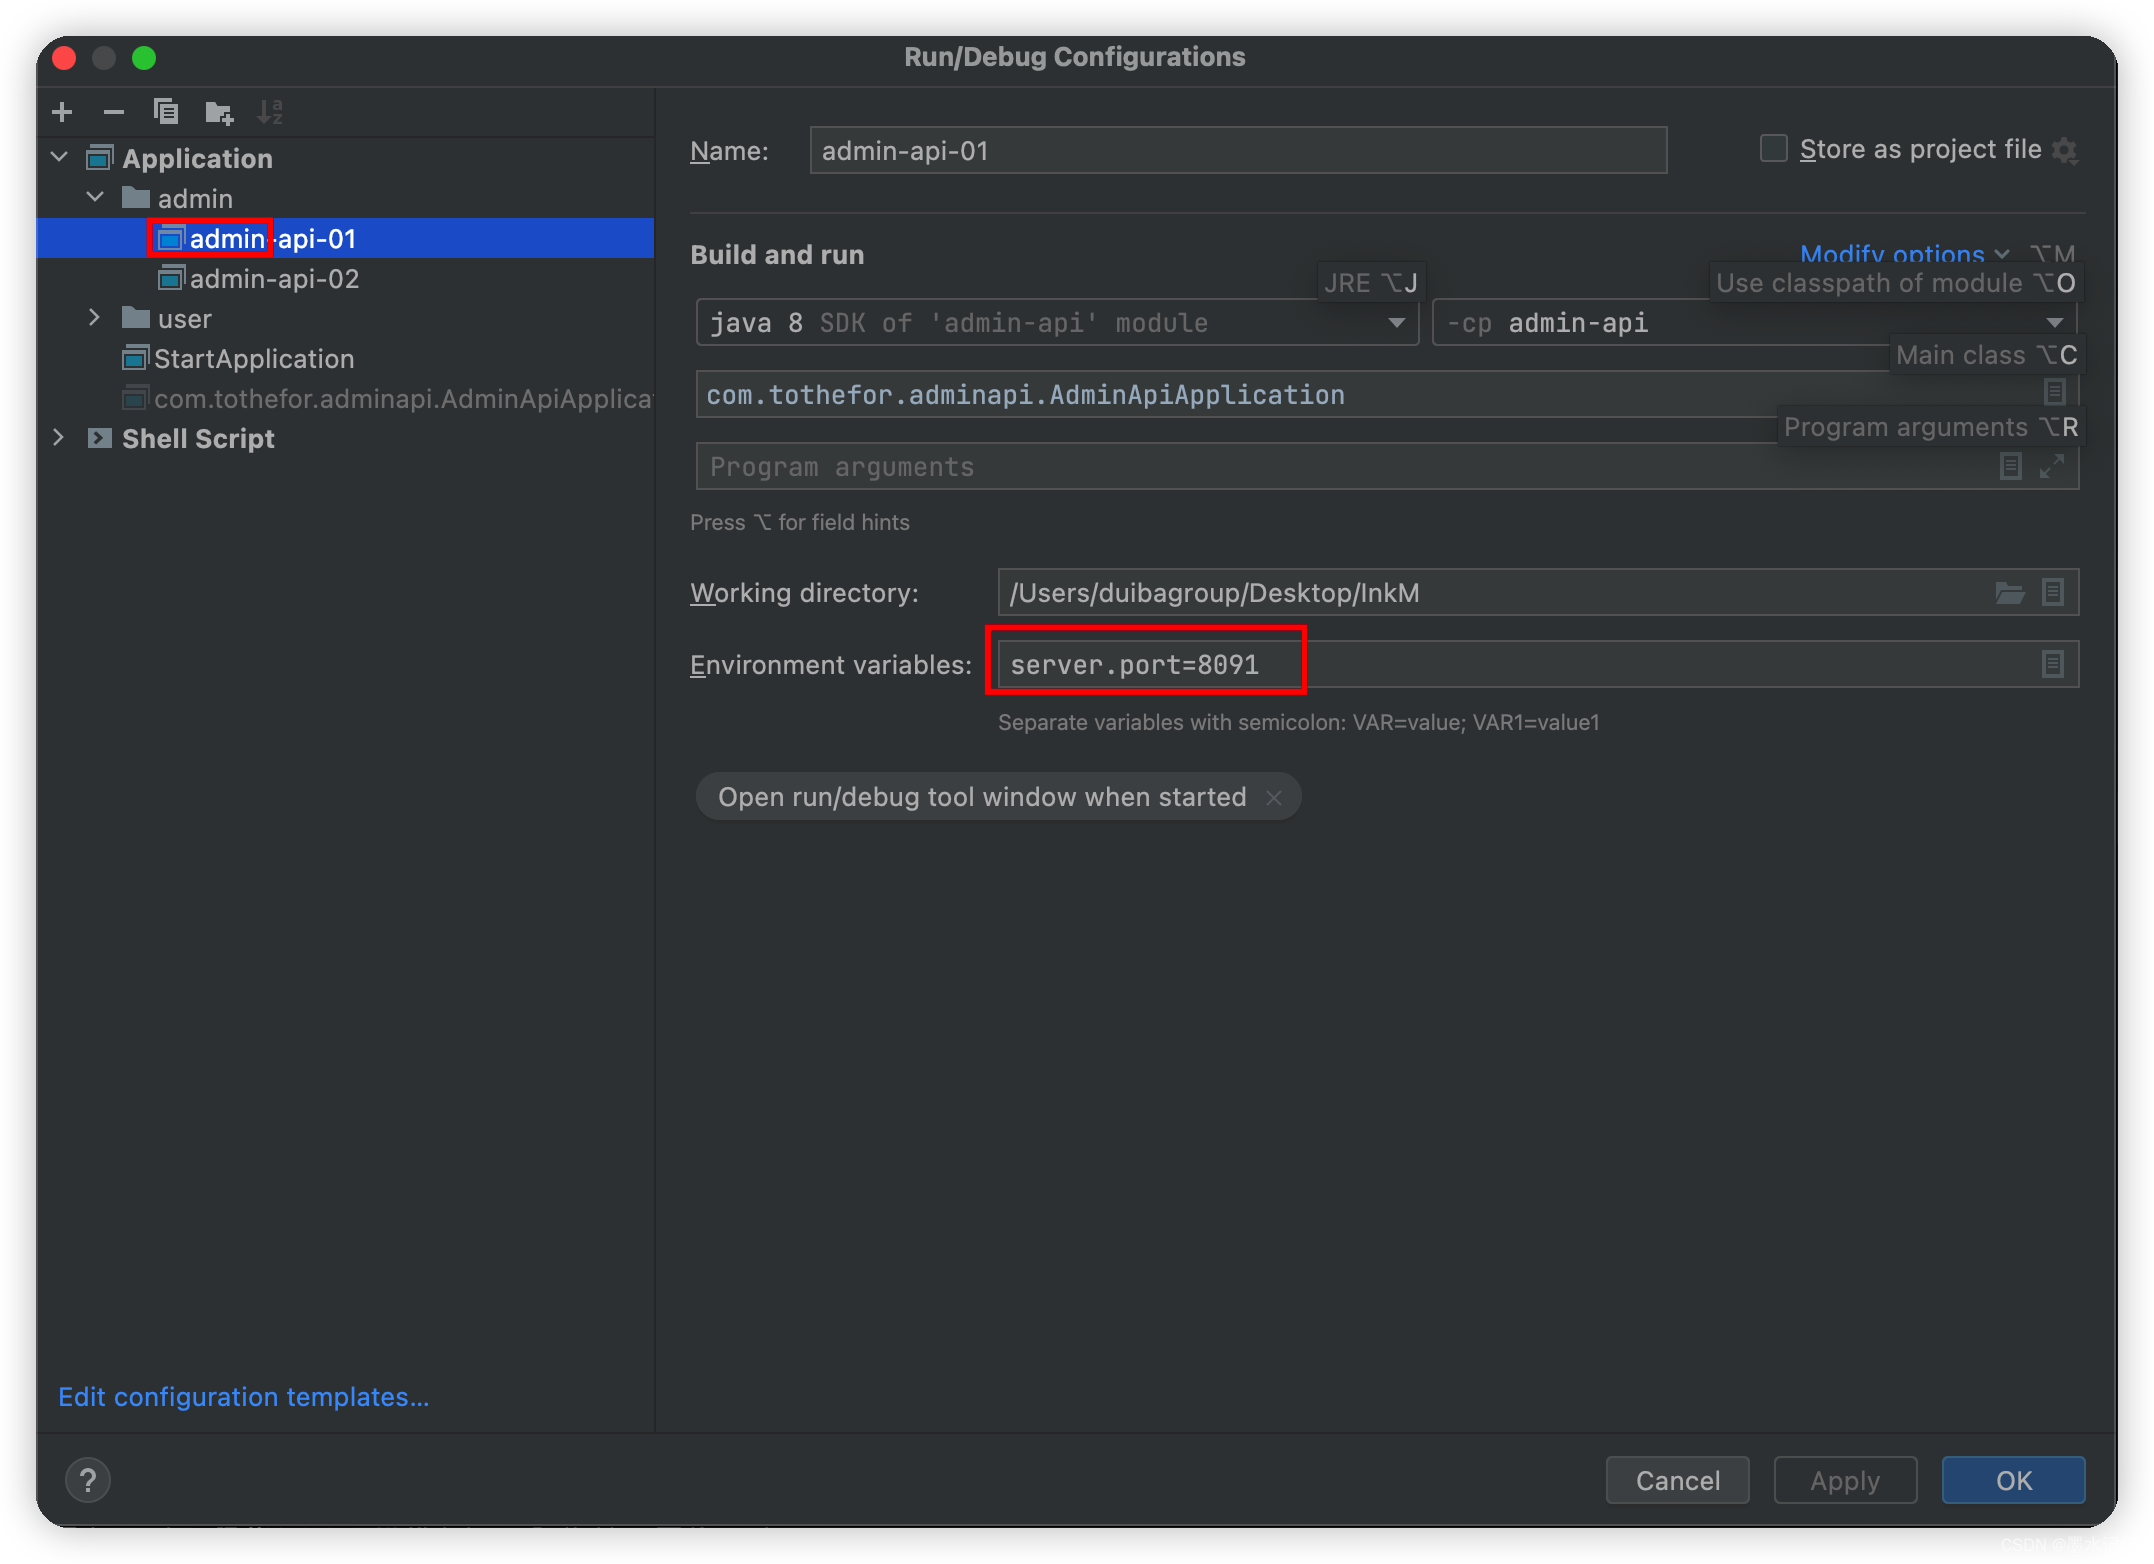 Run/Debug Configurations
Application
admin
admin-api-01
admin-api-02
user
StartApplication
com.tothefor.adminapi.AdminApiApplica
Shell Script
Edit configuration templates...
Name: admin-api-01
Store as project file
Build and run
Modify options ⌥M
JRE ⌥J
Use classpath of module ⌥O
java 8 SDK of 'admin-api' module
-cp admin-api
Main class ⌥C
com.tothefor.adminapi.AdminApiApplication
Program arguments ⌥R
Program arguments
Press ⌥ for field hints
Working directory: /Users/duibagroup/Desktop/InkM
Environment variables: server.port=8091
Separate variables with semicolon: VAR=value; VAR1=value1
Open run/debug tool window when started
?
Cancel
Apply
OK